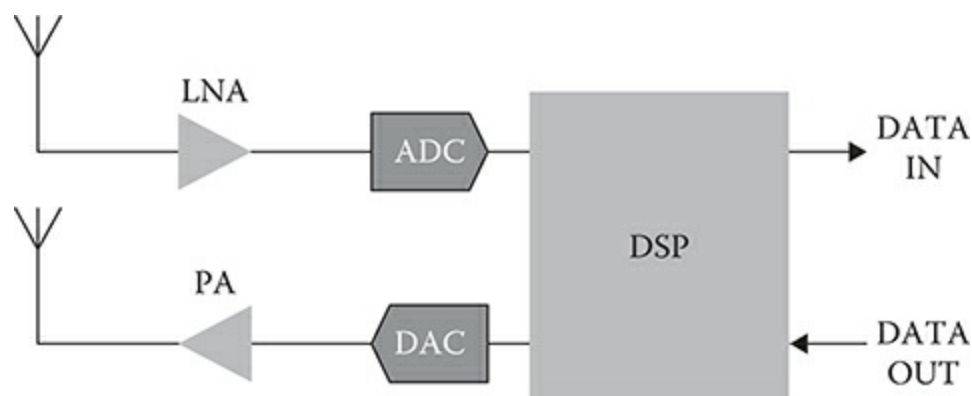 LNA
ADC
DATA
IN
DSP
PA
DAC
DATA
OUT